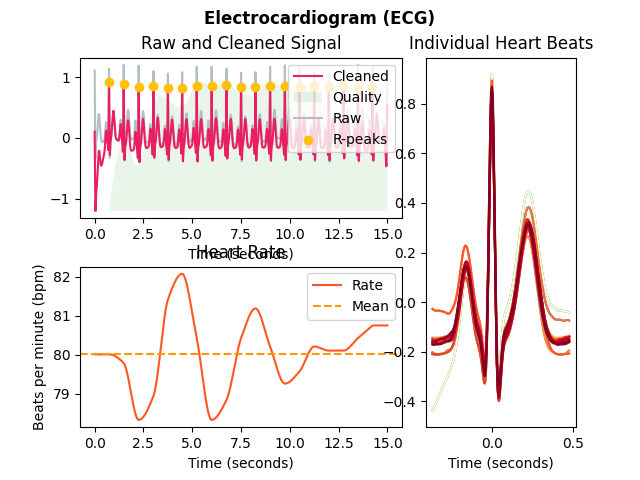 Electrocardiogram (ECG)
Raw and Cleaned Signal
1
0
−1
Cleaned
Quality
Raw
R-peaks
0.0 2.5 5.0 7.5 10.0 12.5 15.0
Time (seconds)
Heart Rate
82
81
80
79
Beats per minute (bpm)
Rate
Mean
0.0 2.5 5.0 7.5 10.0 12.5 15.0
Time (seconds)
Individual Heart Beats
0.8
0.6
0.4
0.2
0.0
−0.2
−0.4
0.0 0.5
Time (seconds)